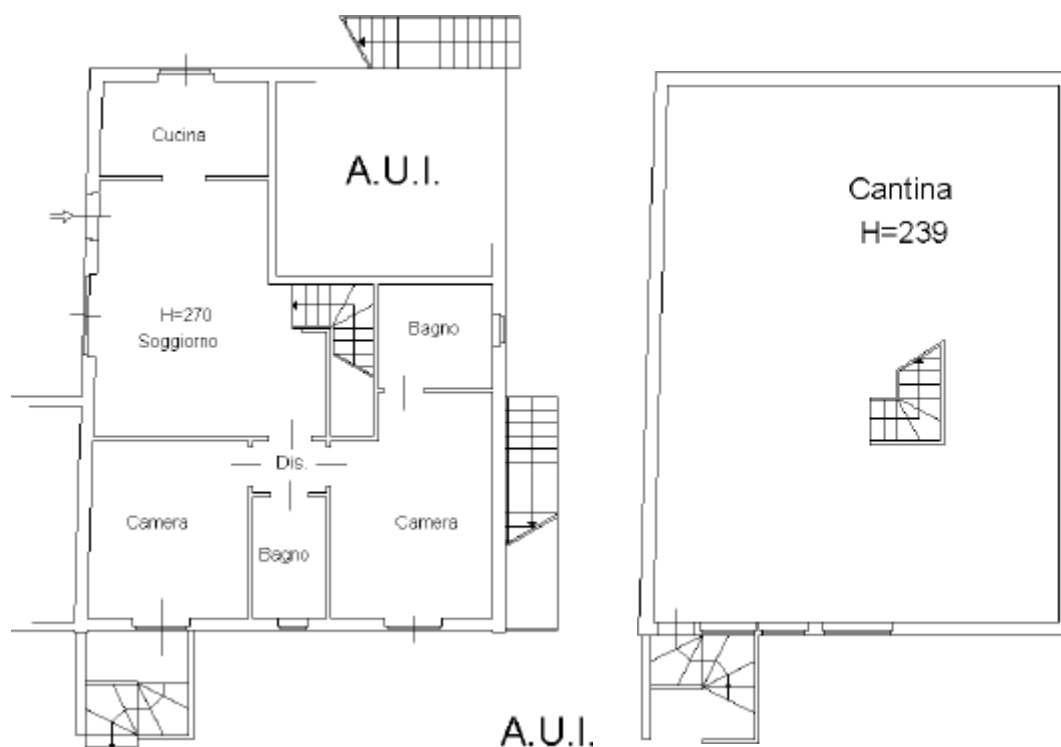 Cucina
A.U.I.
H=270
Soggiorno
Bagno
Dis.
Camera
Camera
Bagno
A.U.I.
Cantina
H=239